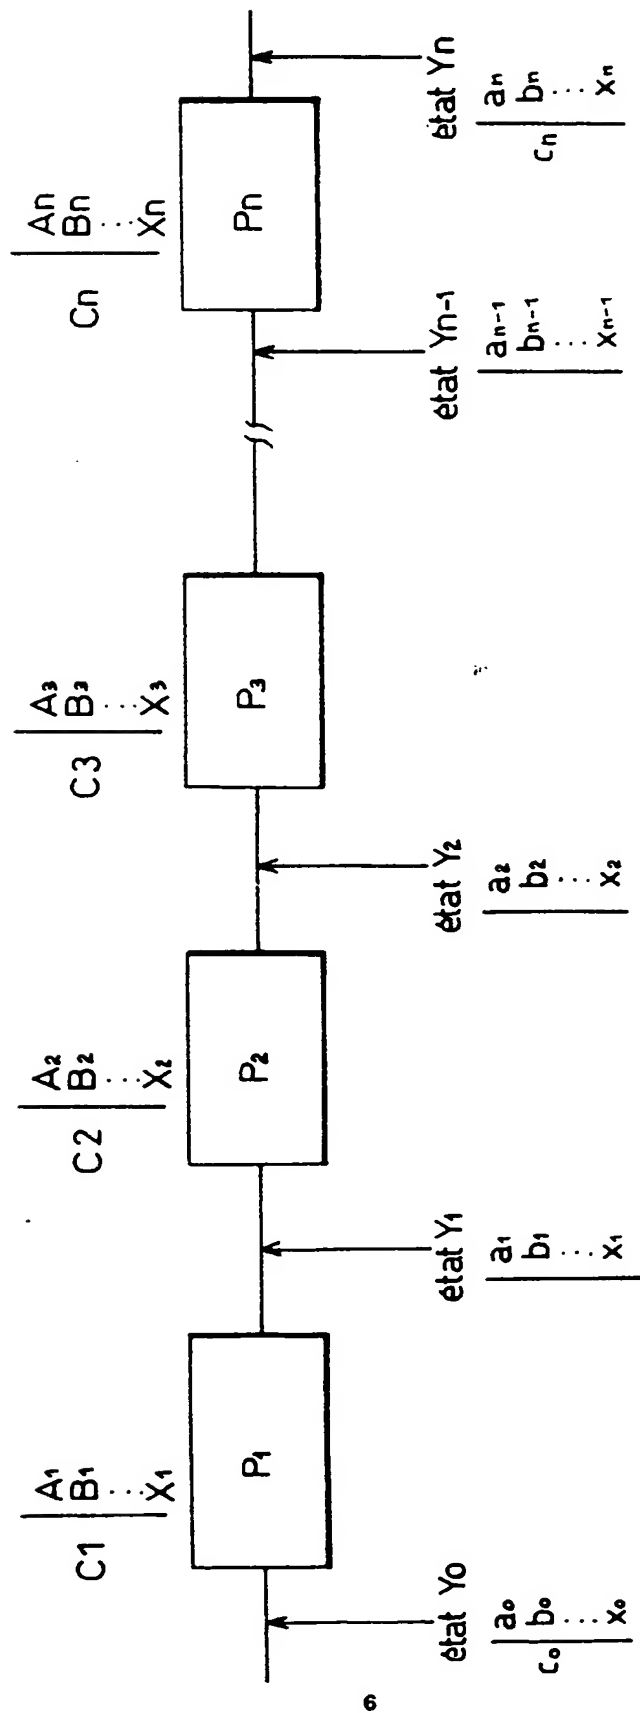 C1
A1
B1
...X1
P1
état Y0
c0
a0
b0
...x0
état Y1
a1
b1
...x1
C2
A2
B2
...X2
P2
état Y2
a2
b2
...x2
C3
A3
B3
...X3
P3
état Yn-1
an-1
bn-1
...xn-1
Cn
An
Bn
...Xn
Pn
état Yn
cn
an
bn
...xn
6